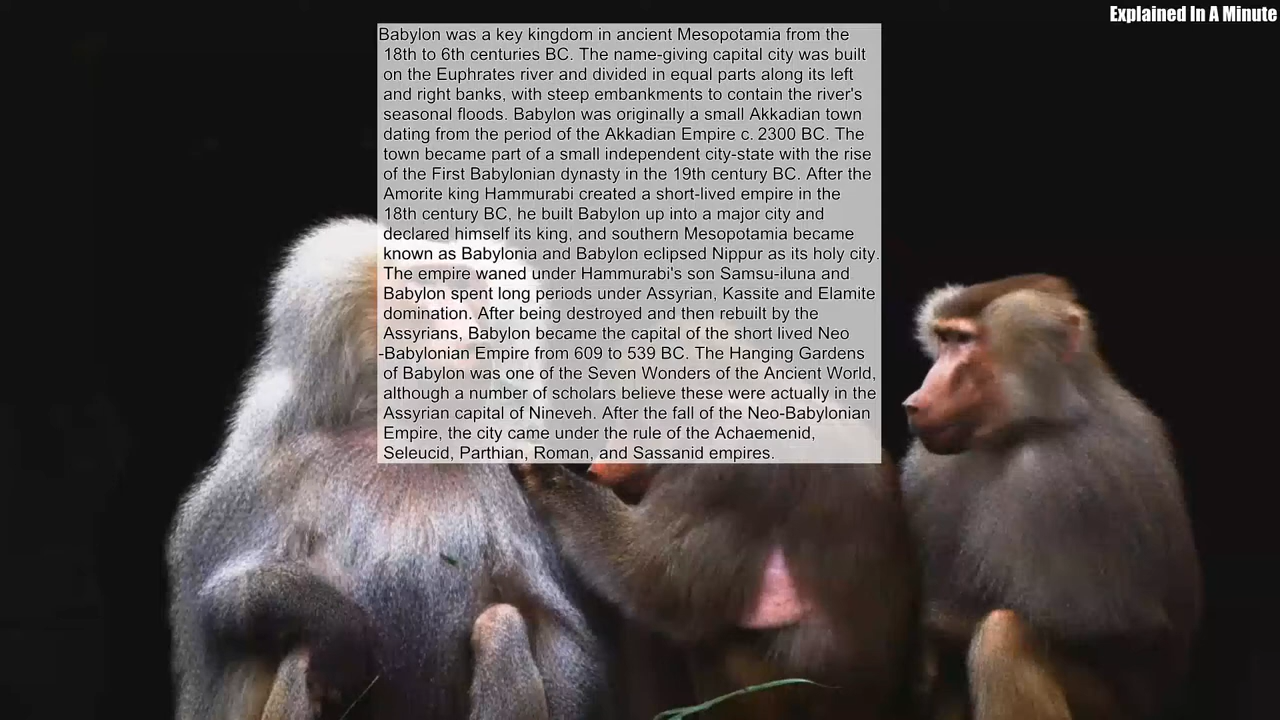 Explained In A Minute
Babylon was a key kingdom in ancient Mesopotamia from the
18th to 6th centuries BC. The name-giving capital city was built
on the Euphrates river and divided in equal parts along its left
and right banks, with steep embankments to contain the river's
seasonal floods. Babylon was originally a small Akkadian town
dating from the period of the Akkadian Empire c. 2300 BC. The
town became part of a small independent city-state with the rise
of the First Babylonian dynasty in the 19th century BC. After the
Amorite king Hammurabi created a short-lived empire in the
18th century BC, he built Babylon up into a major city and
declared himself its king, and southern Mesopotamia became
known as Babylonia and Babylon eclipsed Nippur as its holy city.
The empire waned under Hammurabi's son Samsu-iluna and
Babylon spent long periods under Assyrian, Kassite and Elamite
domination. After being destroyed and then rebuilt by the
Assyrians, Babylon became the capital of the short lived Neo
-Babylonian Empire from 609 to 539 BC. The Hanging Gardens
of Babylon was one of the Seven Wonders of the Ancient World,
although a number of scholars believe these were actually in the
Assyrian capital of Nineveh. After the fall of the Neo-Babylonian
Empire, the city came under the rule of the Achaemenid,
Seleucid, Parthian, Roman, and Sassanid empires.